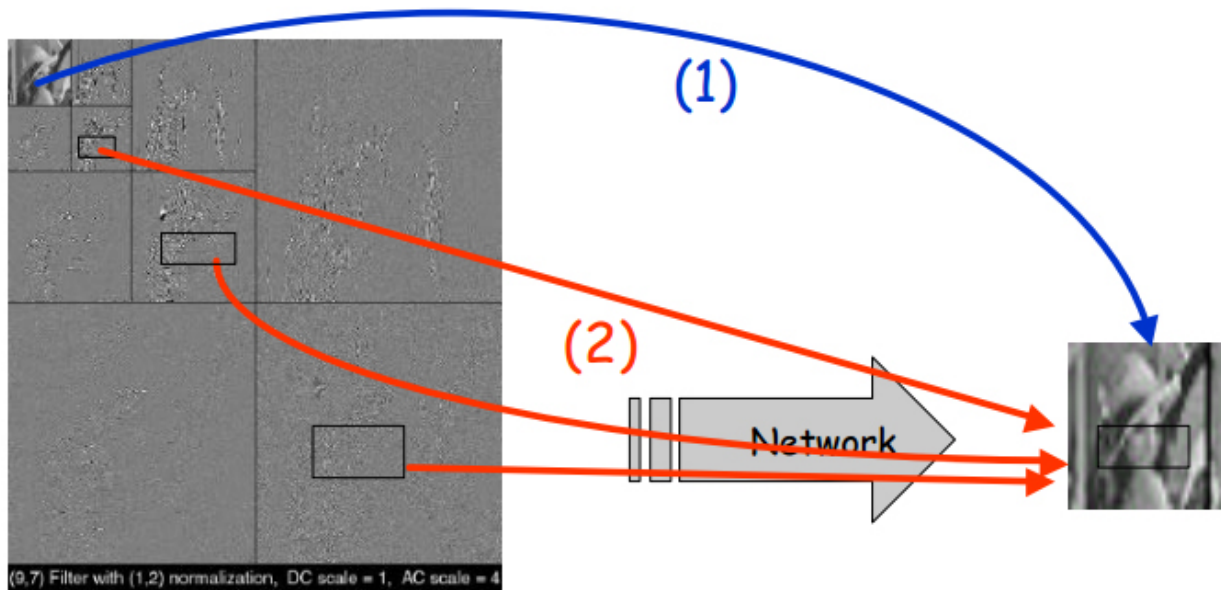 (1)
(2)
Network
(9,7) Filter with (1,2) normalization, DC scale = 1, AC scale = 4